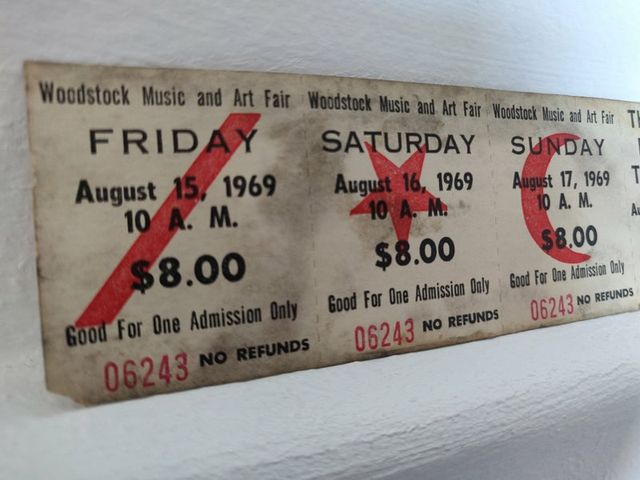 Woodstock Music and Art Fair
FRIDAY
August 15, 1969
10 A. M.
$8.00
Good For One Admission Only
06243 NO REFUNDS
Woodstock Music and Art Fair
SATURDAY
August 16, 1969
10 A. M.
$8.00
Good For One Admission Only
06243 NO REFUNDS
Woodstock Music and Art Fair
SUNDAY
August 17, 1969
10 A. M.
$8.00
Good For One Admission Only
06243 NO REFUNDS